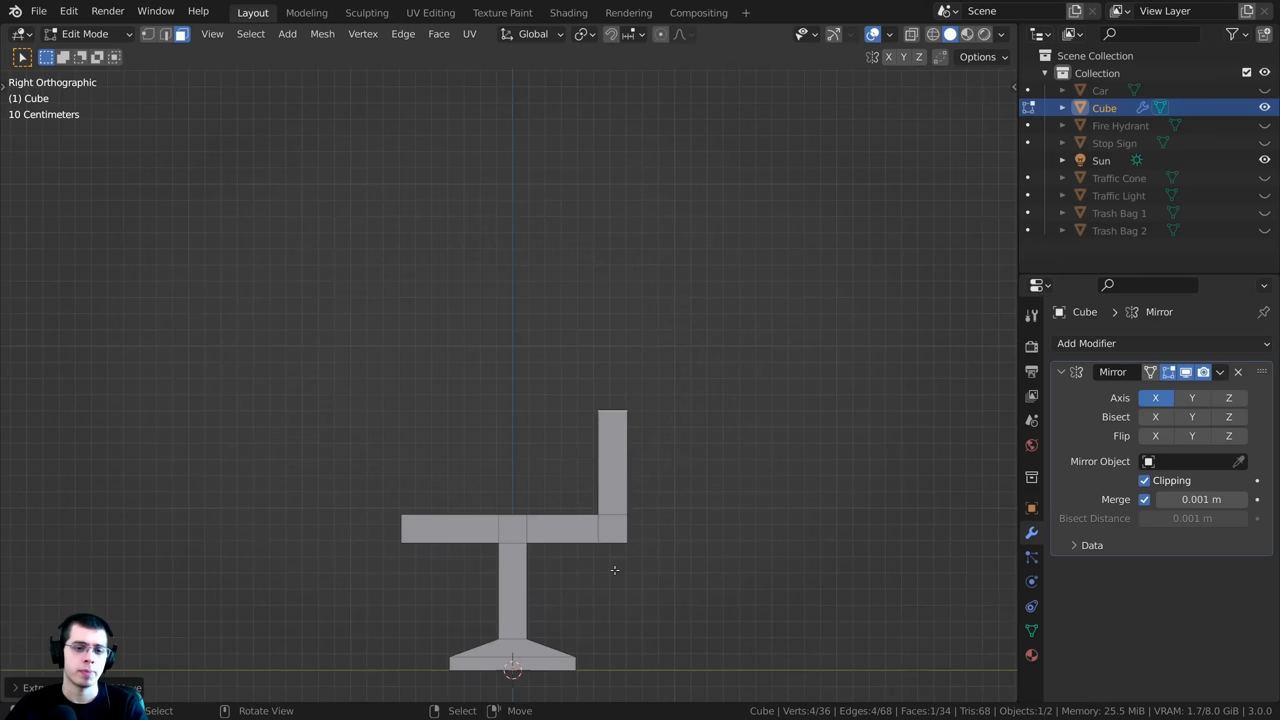 File Edit Render Window Help Layout Modeling Sculpting UV Editing Texture Paint Shading Rendering Compositing Scene View Layer
Edit Mode View Select Add Mesh Vertex Edge Face UV Global
X Y Z Options
Right Orthographic
(1) Cube
10 Centimeters
Scene Collection
Collection
Car
Cube
Fire Hydrant
Stop Sign
Sun
Traffic Cone
Traffic Light
Trash Bag 1
Trash Bag 2
Cube > Mirror
Add Modifier
Mirror
Axis X Y Z
Bisect X Y Z
Flip X Y Z
Mirror Object
Clipping
Merge 0.001 m
Bisect Distance 0.001 m
Data
Select Rotate View Select Move Cube | Verts:4/36 | Edges:4/68 | Faces:1/34 | Tris:68 | Objects:1/2 | Memory: 25.5 MiB | VRAM: 1.7/8.0 GiB | 3.0.0